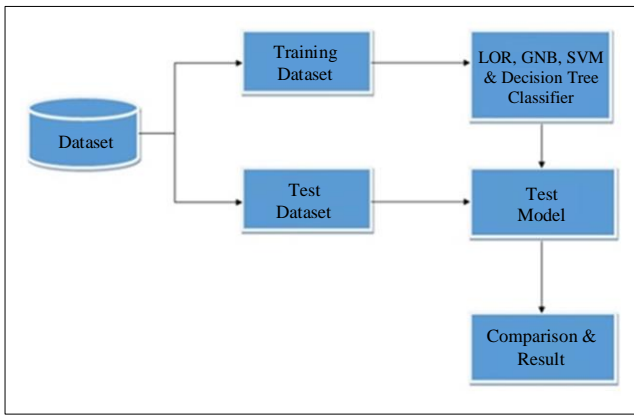 Dataset
Training
Dataset
LOR, GNB, SVM
& Decision Tree
Classifier
Test
Dataset
Test
Model
Comparison &
Result